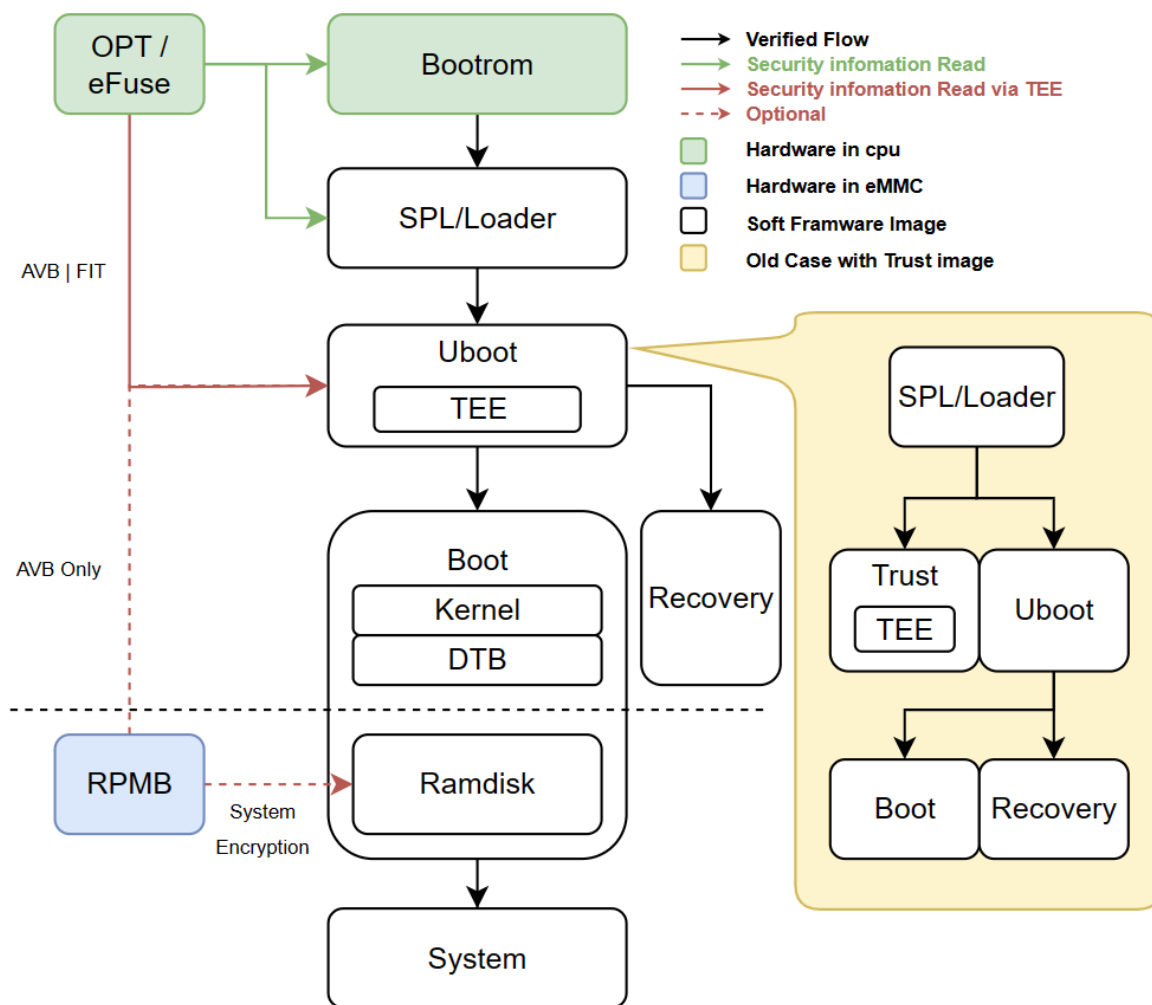 OPT /
eFuse
Bootrom
Verified Flow
Security infomation Read
Security infomation Read via TEE
Optional
Hardware in cpu
Hardware in eMMC
Soft Framware Image
Old Case with Trust image
SPL/Loader
AVB | FIT
Uboot
TEE
SPL/Loader
Boot
Kernel
DTB
Recovery
AVB Only
Trust
TEE
Uboot
RPMB
System
Encryption
Ramdisk
Boot
Recovery
System